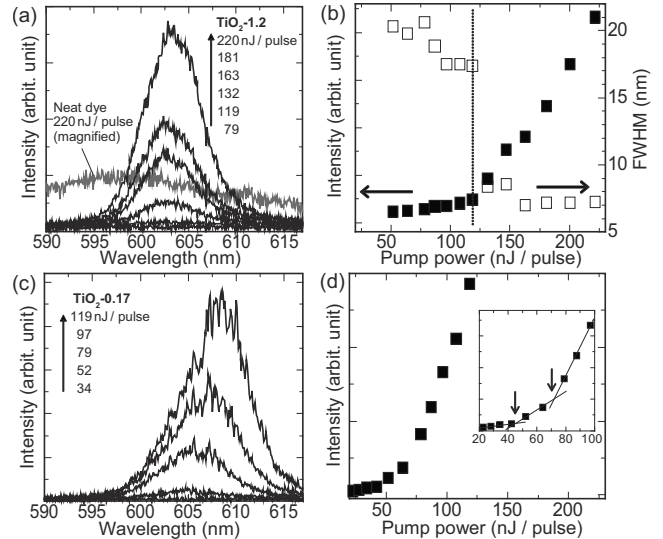 (a)
TiO2-1.2
220 nJ / pulse
181
163
132
119
79
Neat dye
220 nJ / pulse
(magnified)
Intensity (arbit. unit)
590 595 600 605 610 615
Wavelength (nm)
(b)
Intensity (arbit. unit)
20
15
10
5
FWHM (nm)
50 100 150 200
Pump power (nJ / pulse)
(c)
TiO2-0.17
119 nJ / pulse
97
79
52
34
Intensity (arbit. unit)
590 595 600 605 610 615
Wavelength (nm)
(d)
Intensity (arbit. unit)
20 40 60 80 100
50 100 150 200
Pump power (nJ / pulse)